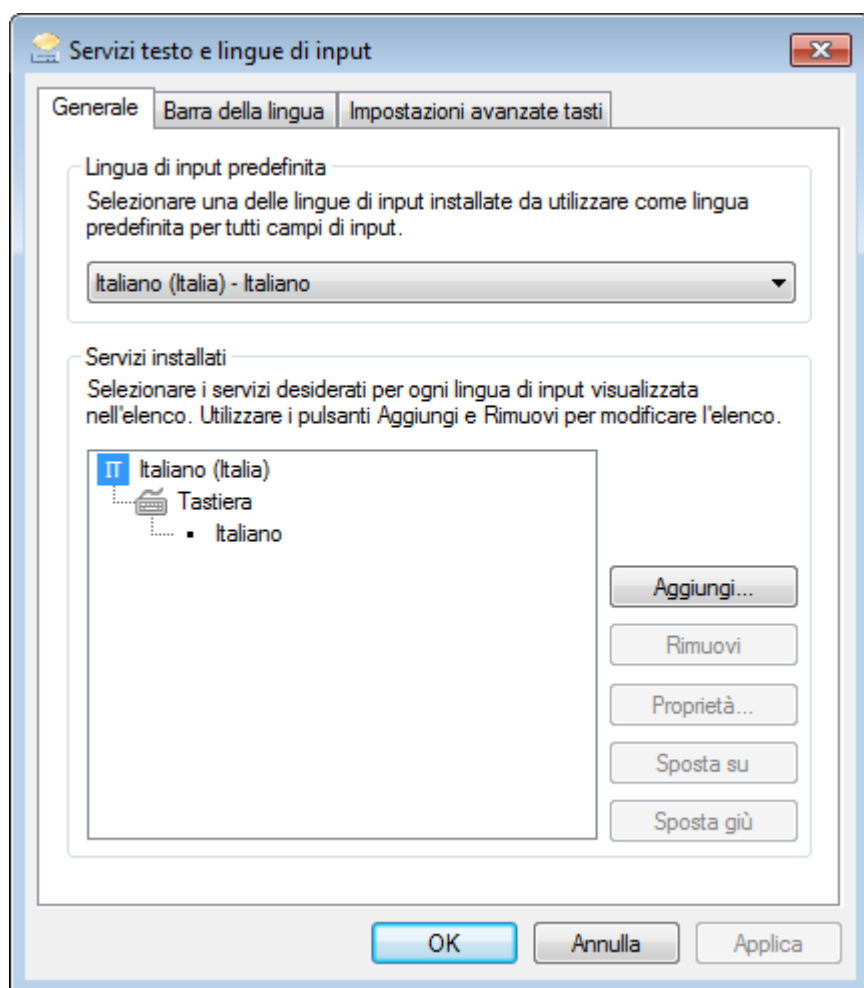 Servizi testo e lingue di input
Generale
Barra della lingua
Impostazioni avanzate tasti
Lingua di input predefinita
Selezionare una delle lingue di input installate da utilizzare come lingua
predefinita per tutti campi di input.
Italiano (Italia) - Italiano
Servizi installati
Selezionare i servizi desiderati per ogni lingua di input visualizzata
nell'elenco. Utilizzare i pulsanti Aggiungi e Rimuovi per modificare l'elenco.
IT Italiano (Italia)
Tastiera
Italiano
Aggiungi...
Rimuovi
Proprietà...
Sposta su
Sposta giù
OK
Annulla
Applica